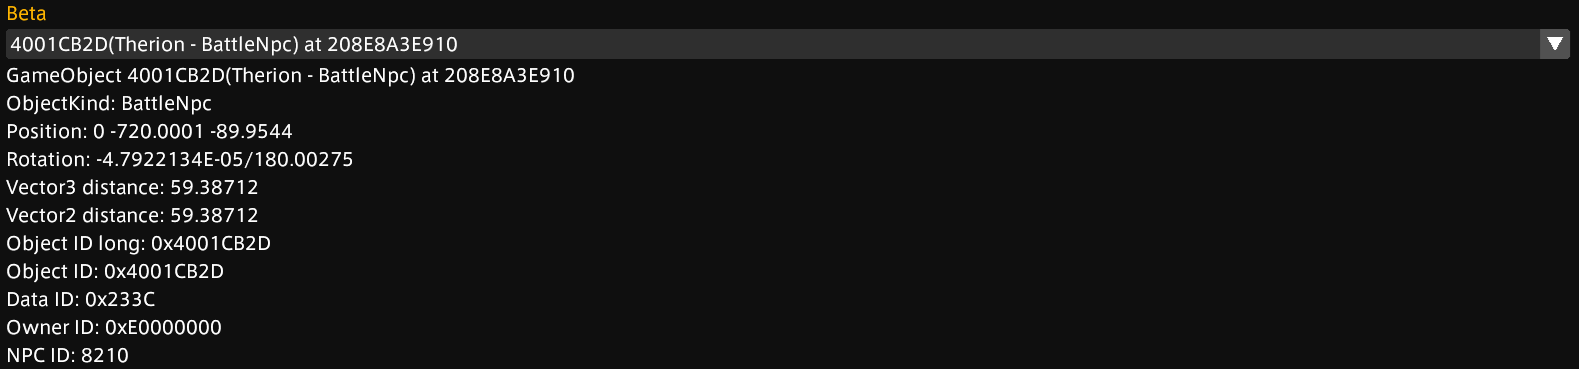 Beta
4001CB2D(Therion - BattleNpc) at 208E8A3E910
GameObject 4001CB2D(Therion - BattleNpc) at 208E8A3E910
ObjectKind: BattleNpc
Position: 0 -720.0001 -89.9544
Rotation: -4.7922134E-05/180.00275
Vector3 distance: 59.38712
Vector2 distance: 59.38712
Object ID long: 0x4001CB2D
Object ID: 0x4001CB2D
Data ID: 0x233C
Owner ID: 0xE0000000
NPC ID: 8210